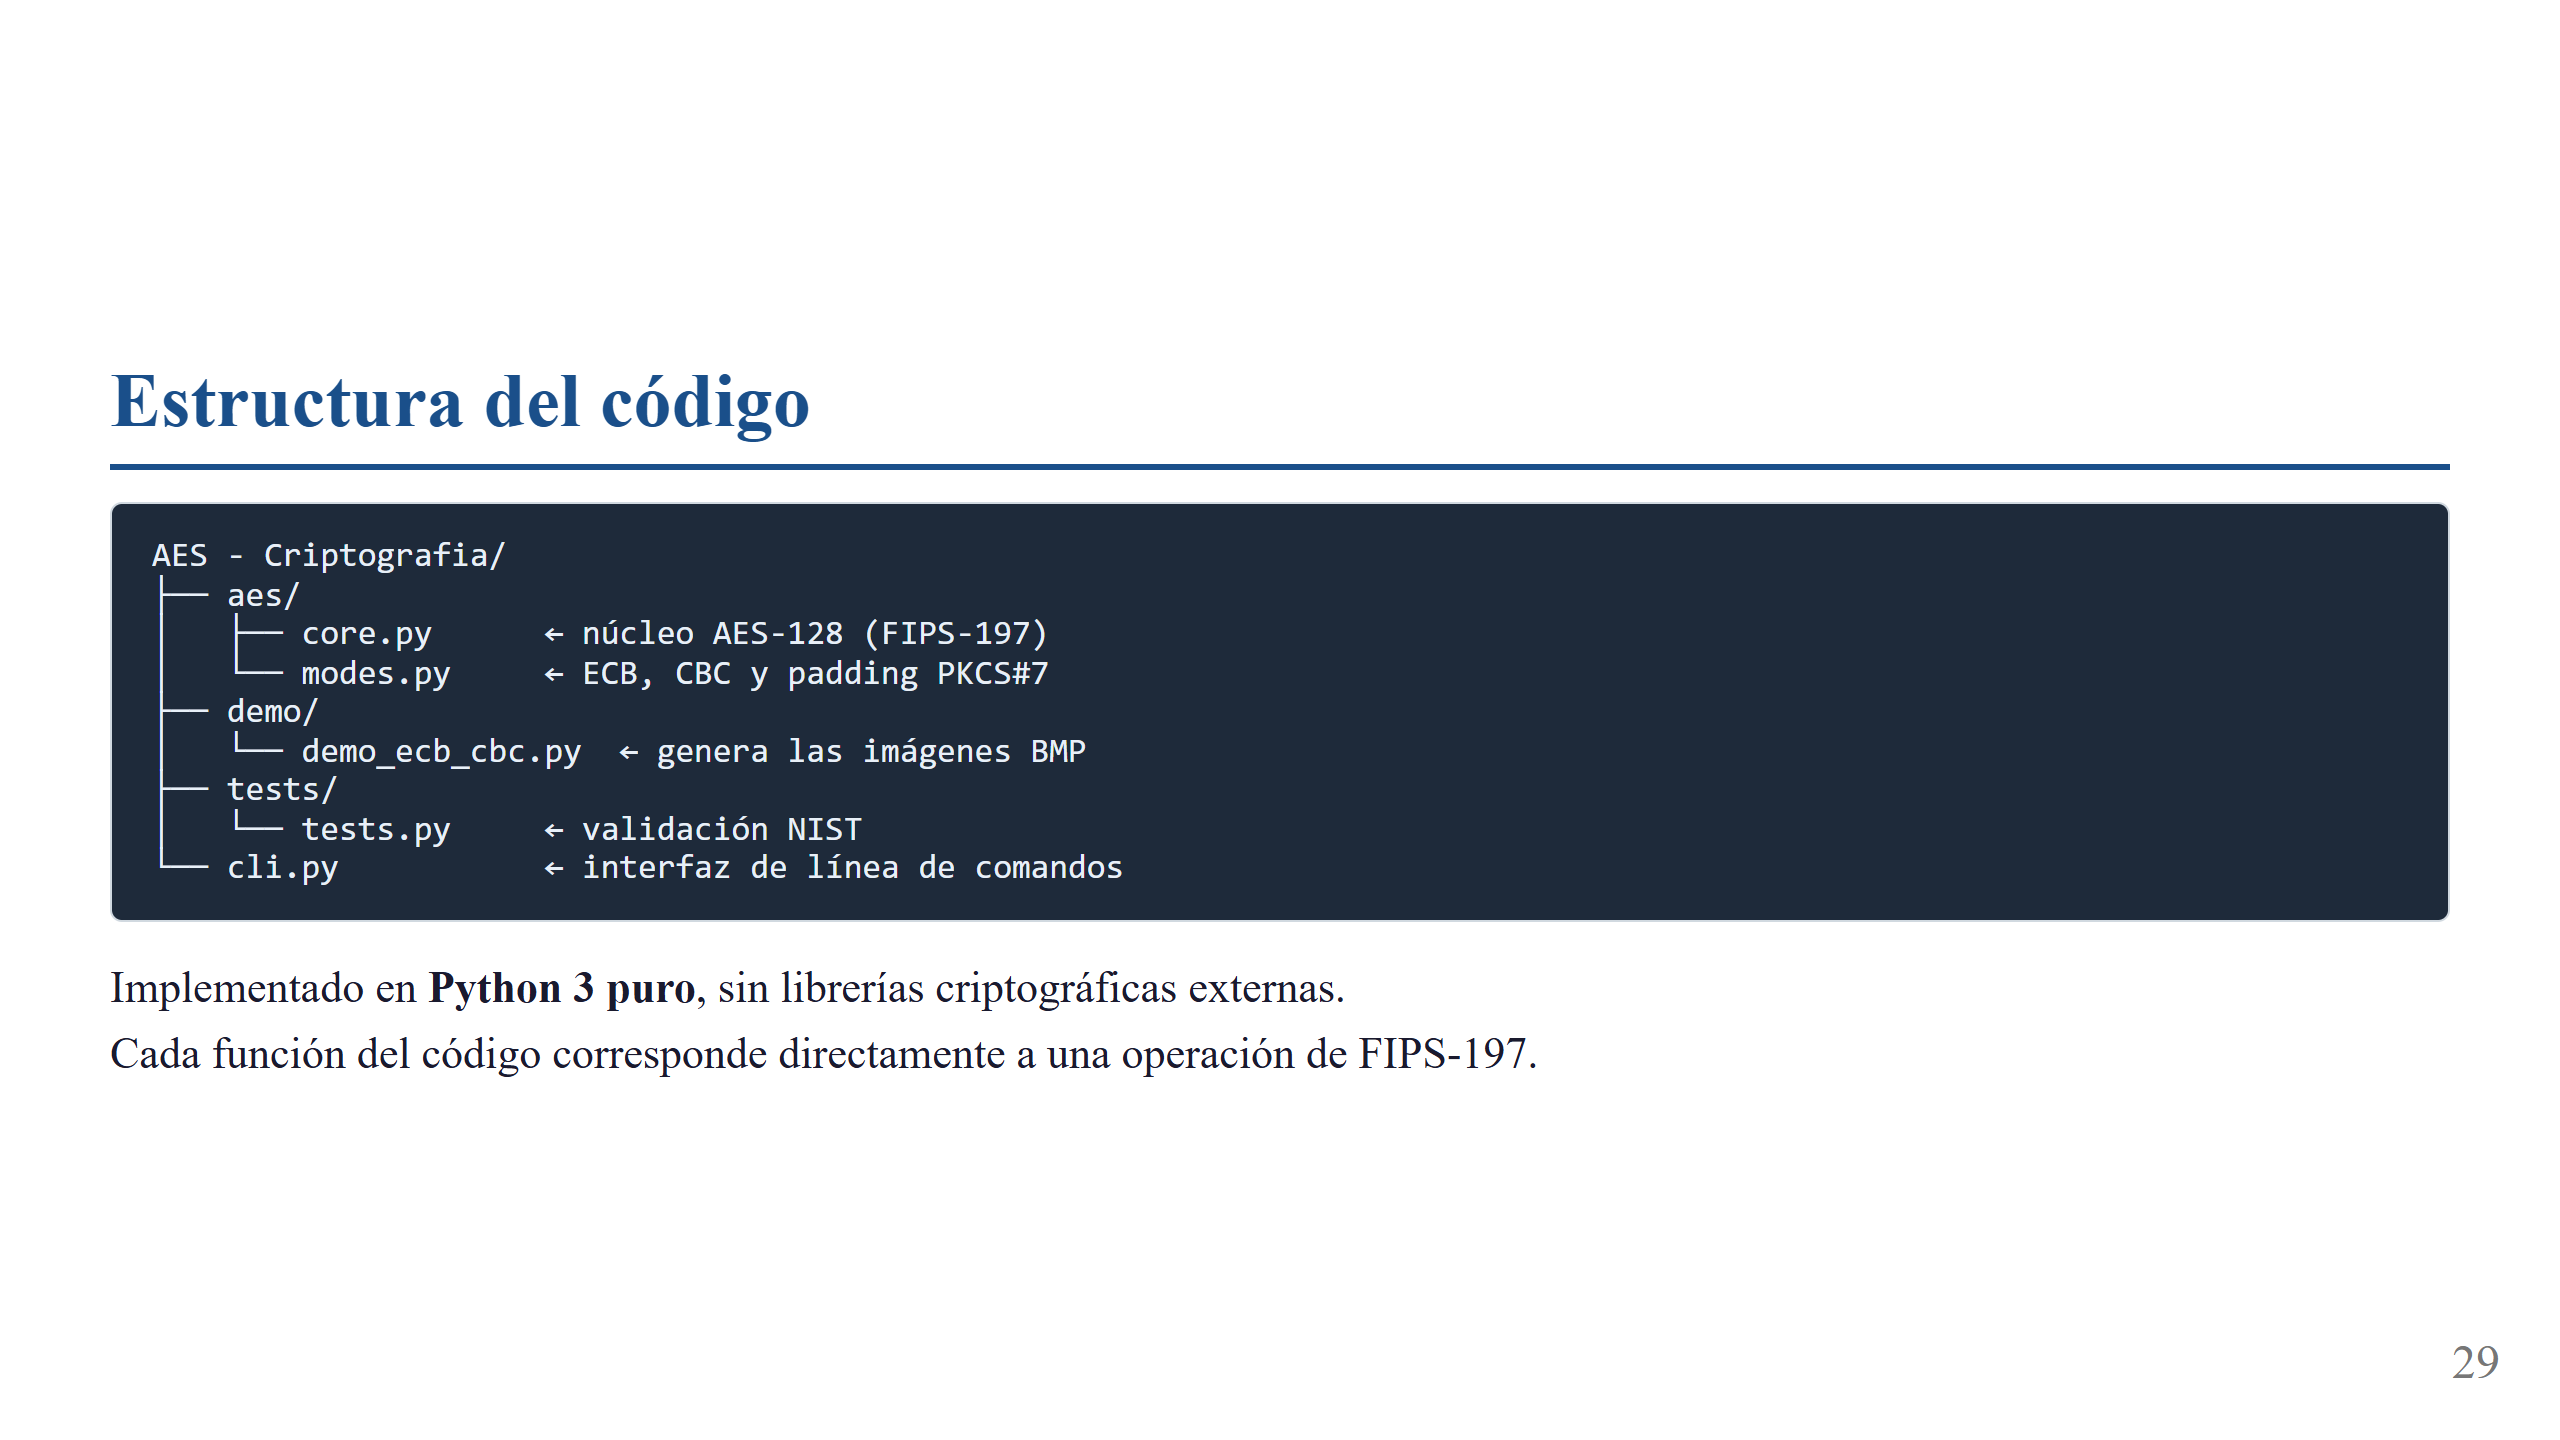 Estructura del código
AES - Criptografia/
├── aes/
│   ├── core.py      ← núcleo AES-128 (FIPS-197)
│   └── modes.py     ← ECB, CBC y padding PKCS#7
├── demo/
│   └── demo_ecb_cbc.py  ← genera las imágenes BMP
├── tests/
│   └── tests.py     ← validación NIST
└── cli.py           ← interfaz de línea de comandos
Implementado en Python 3 puro, sin librerías criptográficas externas.
Cada función del código corresponde directamente a una operación de FIPS-197.
29